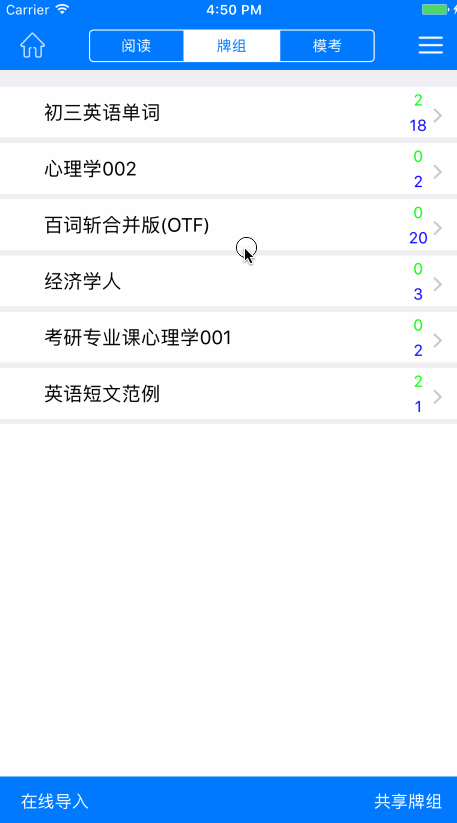 Carrier 4:50 PM
阅读 牌组 模考
初三英语单词 2
18
心理学002 0
2
百词斩合并版(OTF) 0
20
经济学人 0
3
考研专业课心理学001 0
2
英语短文范例 2
1
在线导入 共享牌组